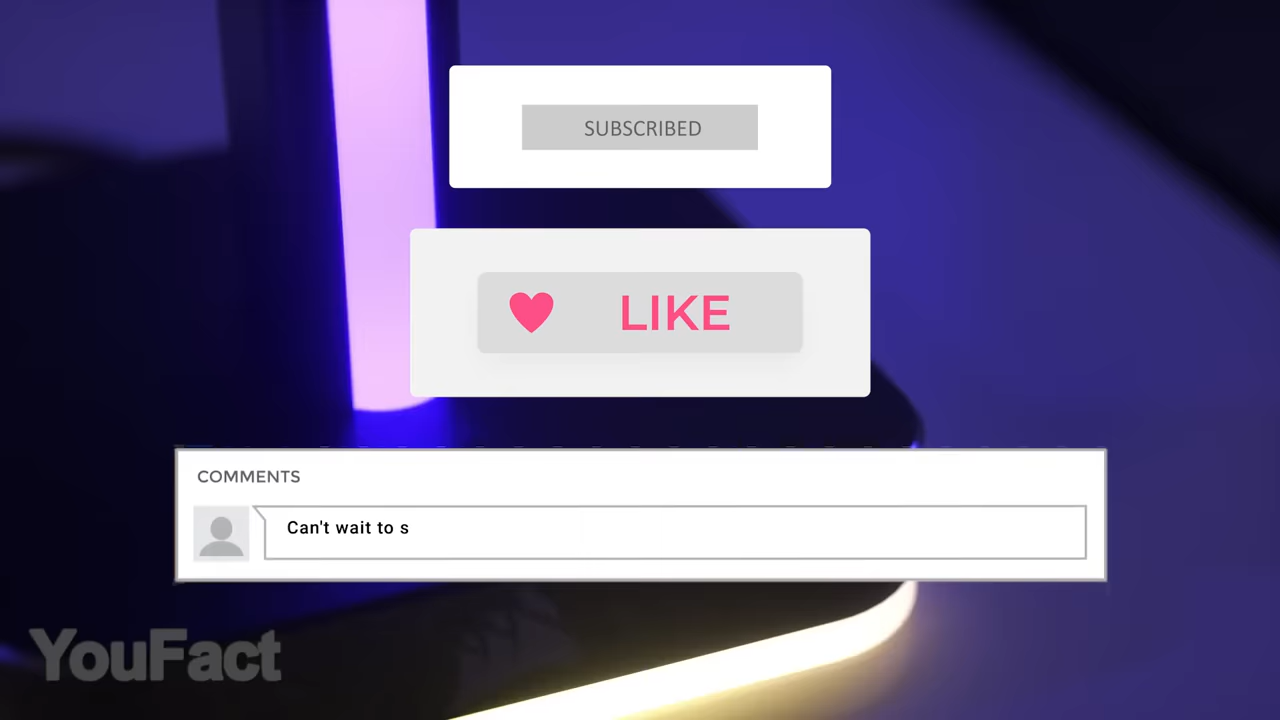 SUBSCRIBED
LIKE
COMMENTS
Can't wait to s
YouFact